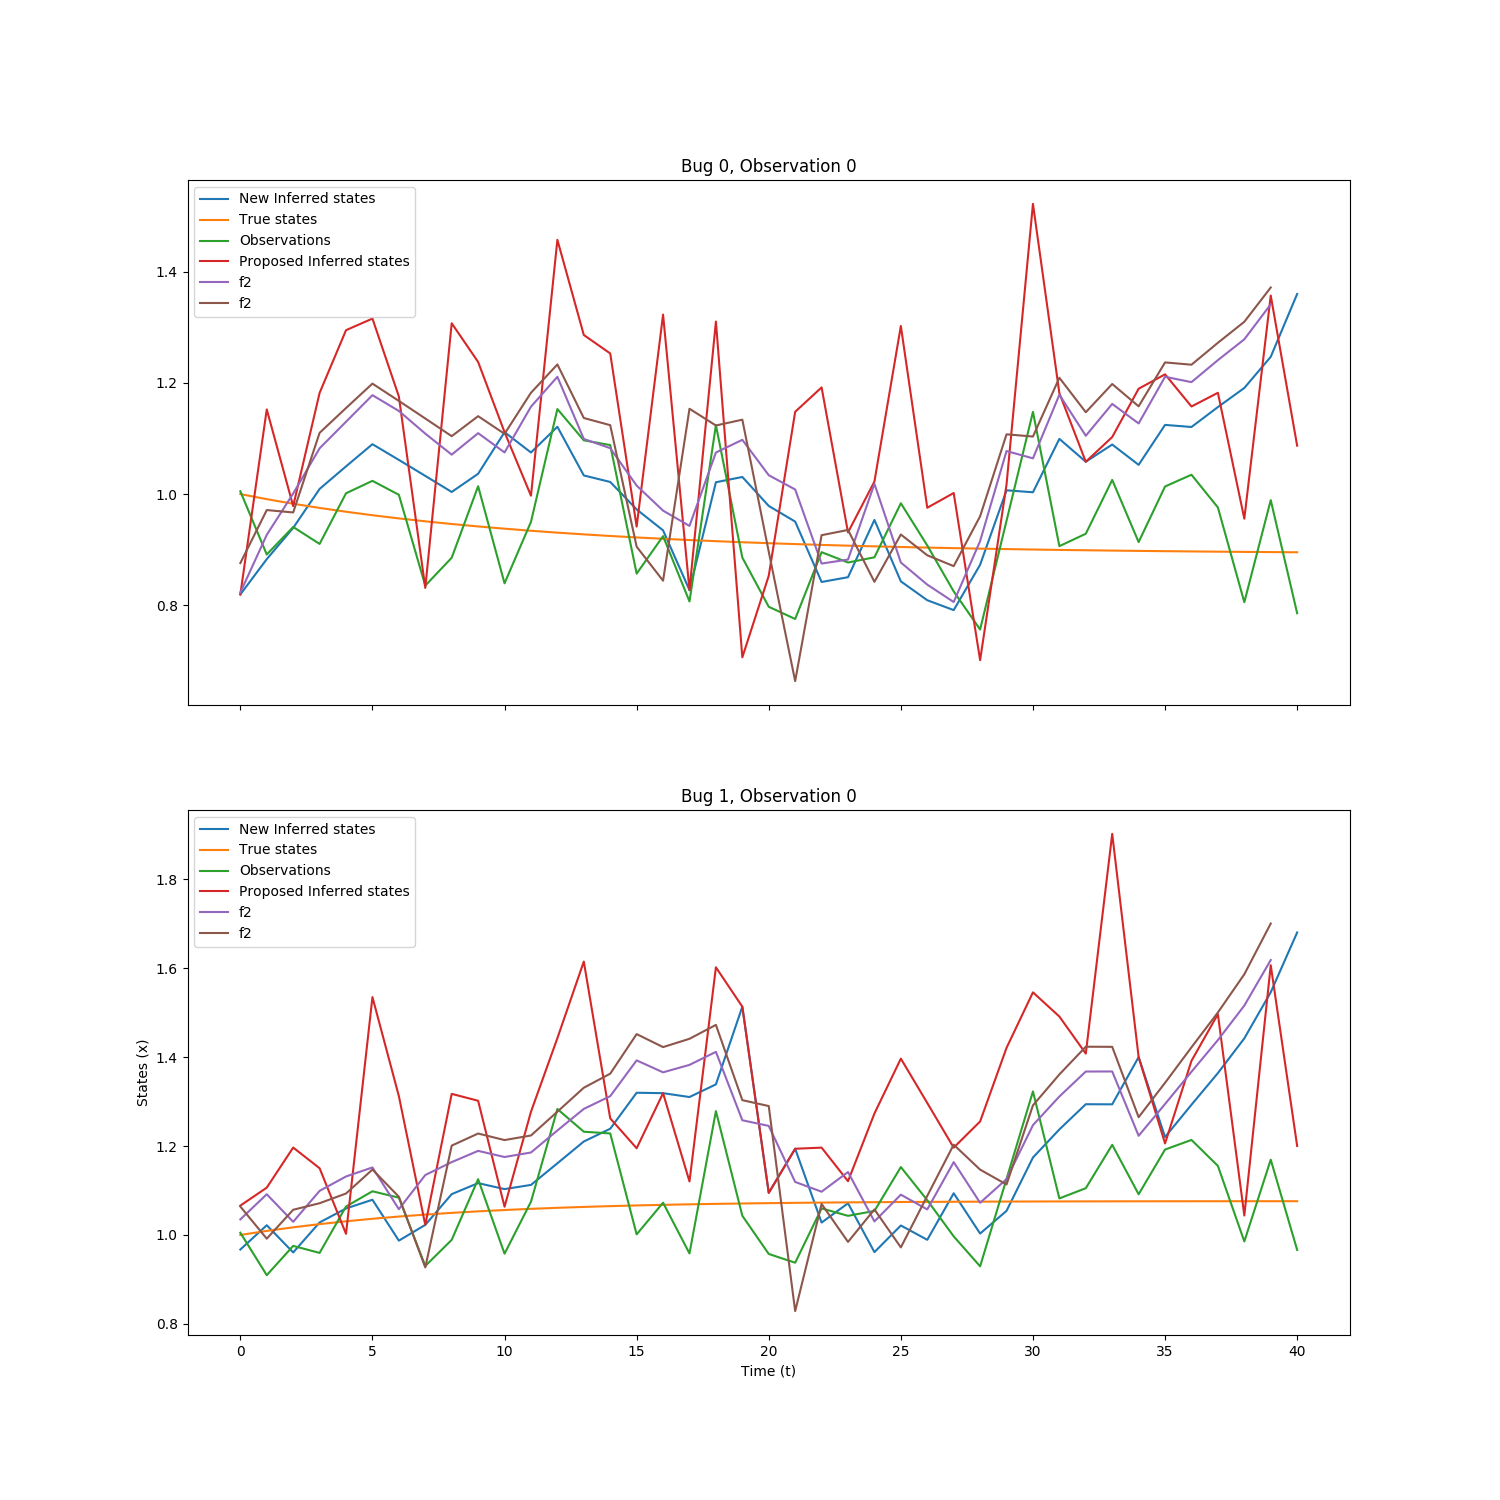 Bug 0, Observation 0
New Inferred states
True states
Observations
Proposed Inferred states
f2
f2
1.4
1.2
1.0
0.8
Bug 1, Observation 0
New Inferred states
True states
Observations
Proposed Inferred states
f2
f2
1.8
1.6
1.4
1.2
1.0
0.8
States (x)
0 5 10 15 20 25 30 35 40
Time (t)